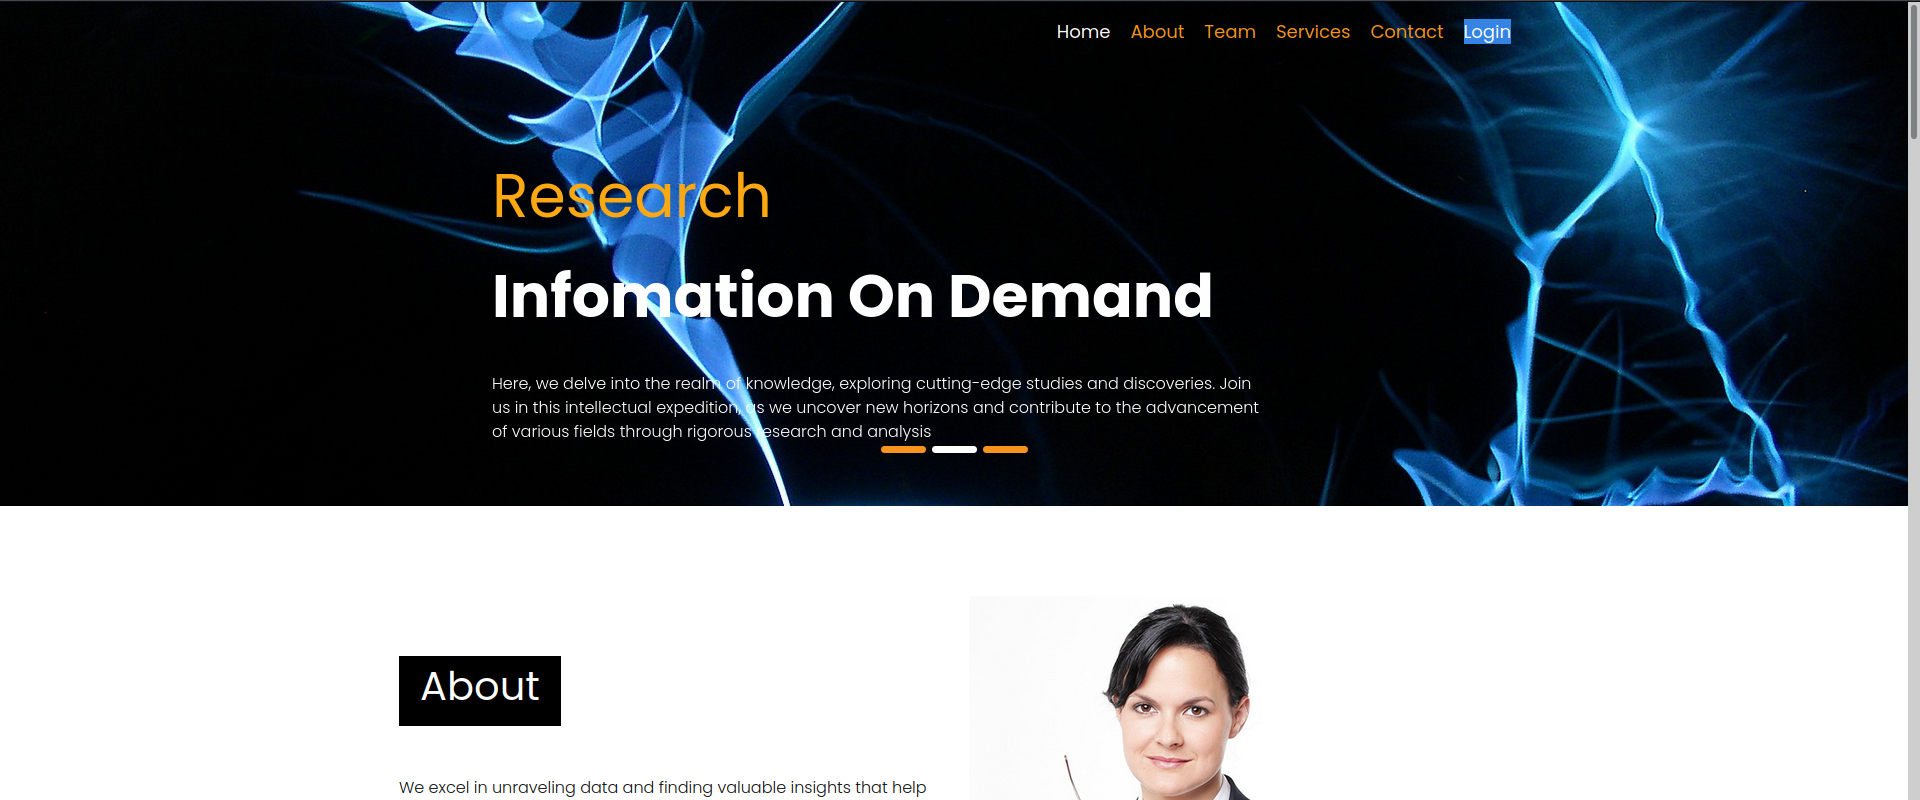 Home About Team Services Contact Login
Research
Infomation On Demand
Here, we delve into the realm of knowledge, exploring cutting-edge studies and discoveries. Join
us in this intellectual expedition, as we uncover new horizons and contribute to the advancement
of various fields through rigorous research and analysis
About
We excel in unraveling data and finding valuable insights that help